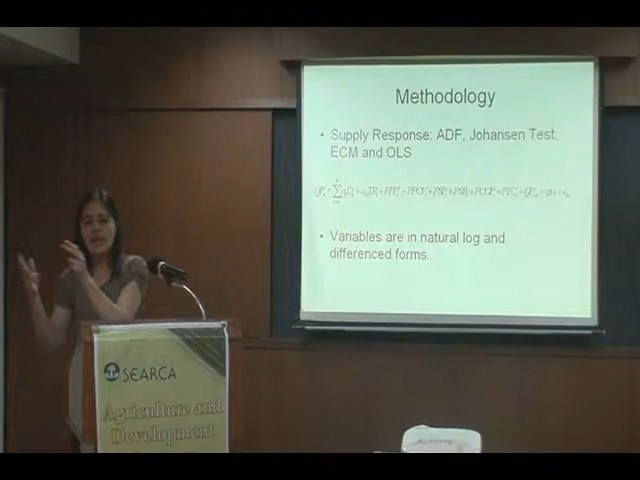 Methodology
• Supply Response: ADF, Johansen Test,
ECM and OLS
• Variables are in natural log and
differenced forms.
SEARCA
Agriculture and
Development